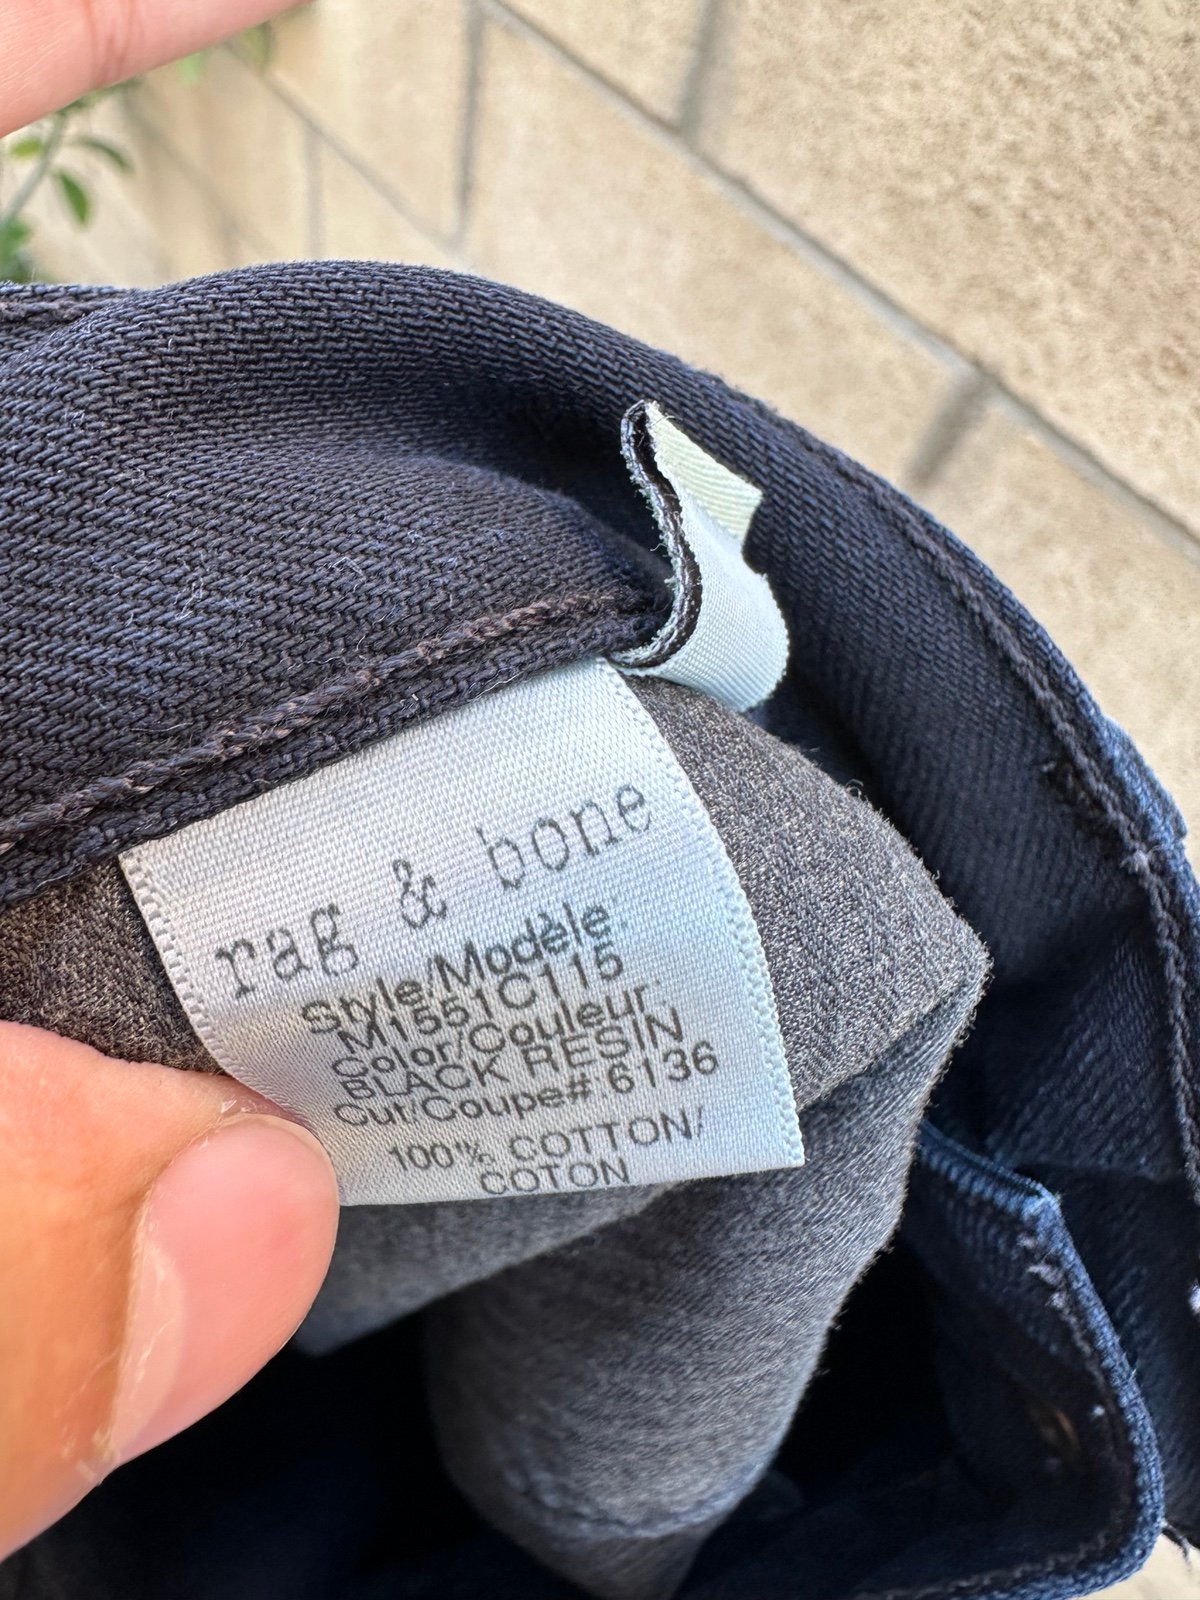 rag & bone
Style/Modèle:
M1551C115
Color/Couleur:
BLACK RESIN
Cut/Coupe#:6136
100% COTTON/
COTON